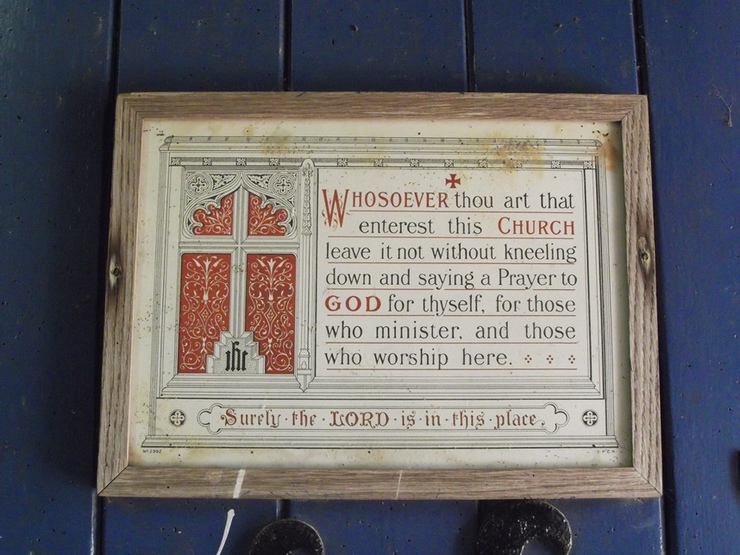 WHOSOEVER thou art that
enterest this CHURCH
leave it not without kneeling
down and saying a Prayer to
GOD for thyself, for those
who minister, and those
who worship here.
ihc
Surely · the · LORD · is · in · this · place.